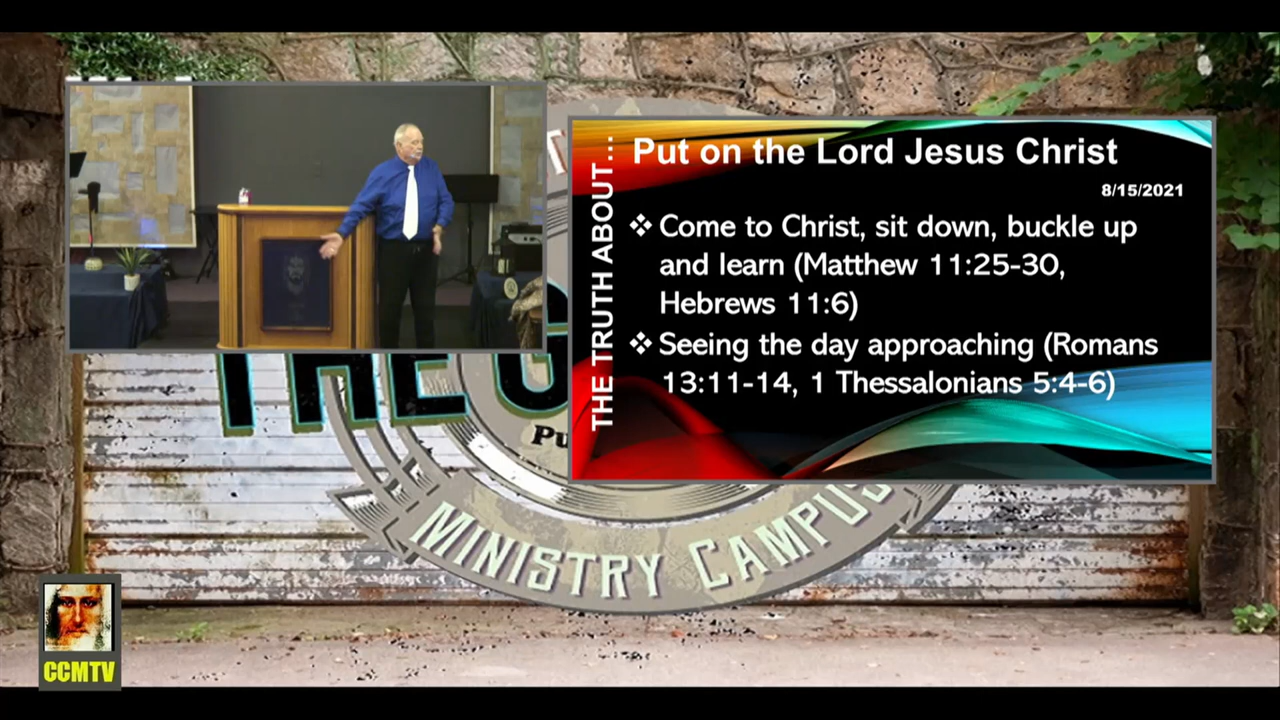 THE TRUTH ABOUT...
Put on the Lord Jesus Christ
8/15/2021
❖ Come to Christ, sit down, buckle up
and learn (Matthew 11:25-30,
Hebrews 11:6)
❖ Seeing the day approaching (Romans
13:11-14, 1 Thessalonians 5:4-6)
THE
MINISTRY CAMPUS
CCMTV